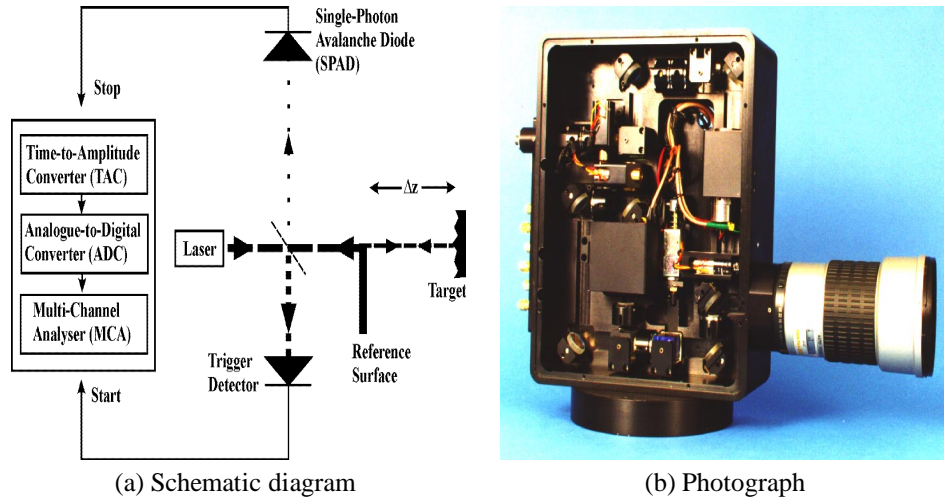 Single-Photon
Avalanche Diode
(SPAD)
Stop
Time-to-Amplitude
Converter (TAC)
Analogue-to-Digital
Converter (ADC)
Multi-Channel
Analyser (MCA)
Δz
Laser
Target
Trigger
Detector
Reference
Surface
Start
(a) Schematic diagram
(b) Photograph